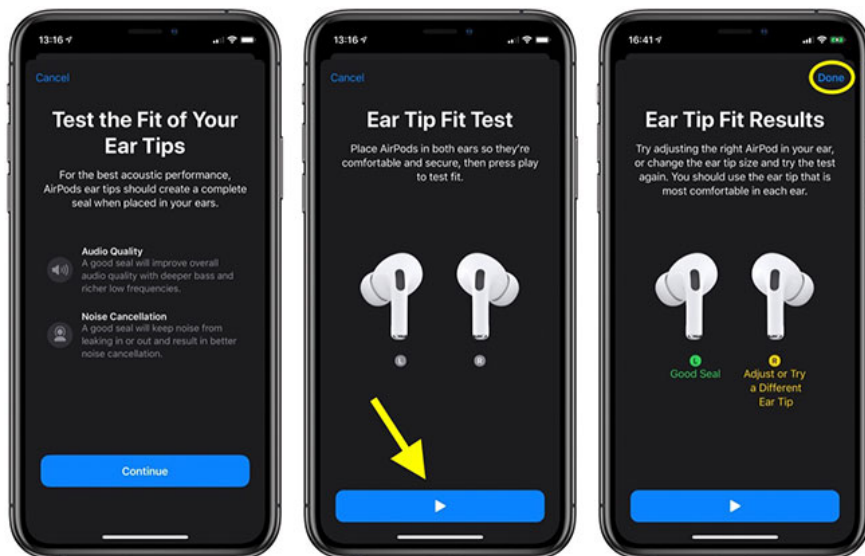 13:16
Cancel
Test the Fit of Your
Ear Tips
For the best acoustic performance,
AirPods ear tips should create a complete
seal when placed in your ears.
Audio Quality
A good seal will improve overall
audio quality with deeper bass and
richer low frequencies.
Noise Cancellation
A good seal will keep noise from
leaking in or out and result in better
noise cancellation.
Continue
13:16
Cancel
Ear Tip Fit Test
Place AirPods in both ears so they're
comfortable and secure, then press play
to test fit.
L
R
16:41
Done
Ear Tip Fit Results
Try adjusting the right AirPod in your ear,
or change the ear tip size and try the test
again. You should use the ear tip that is
most comfortable in each ear.
L
Good Seal
R
Adjust or Try
a Different
Ear Tip